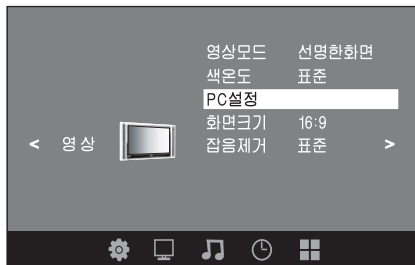 영상모드 선명한화면
색온도 표준
PC설정
화면크기 16:9
< 영상 >
잡음제거 표준